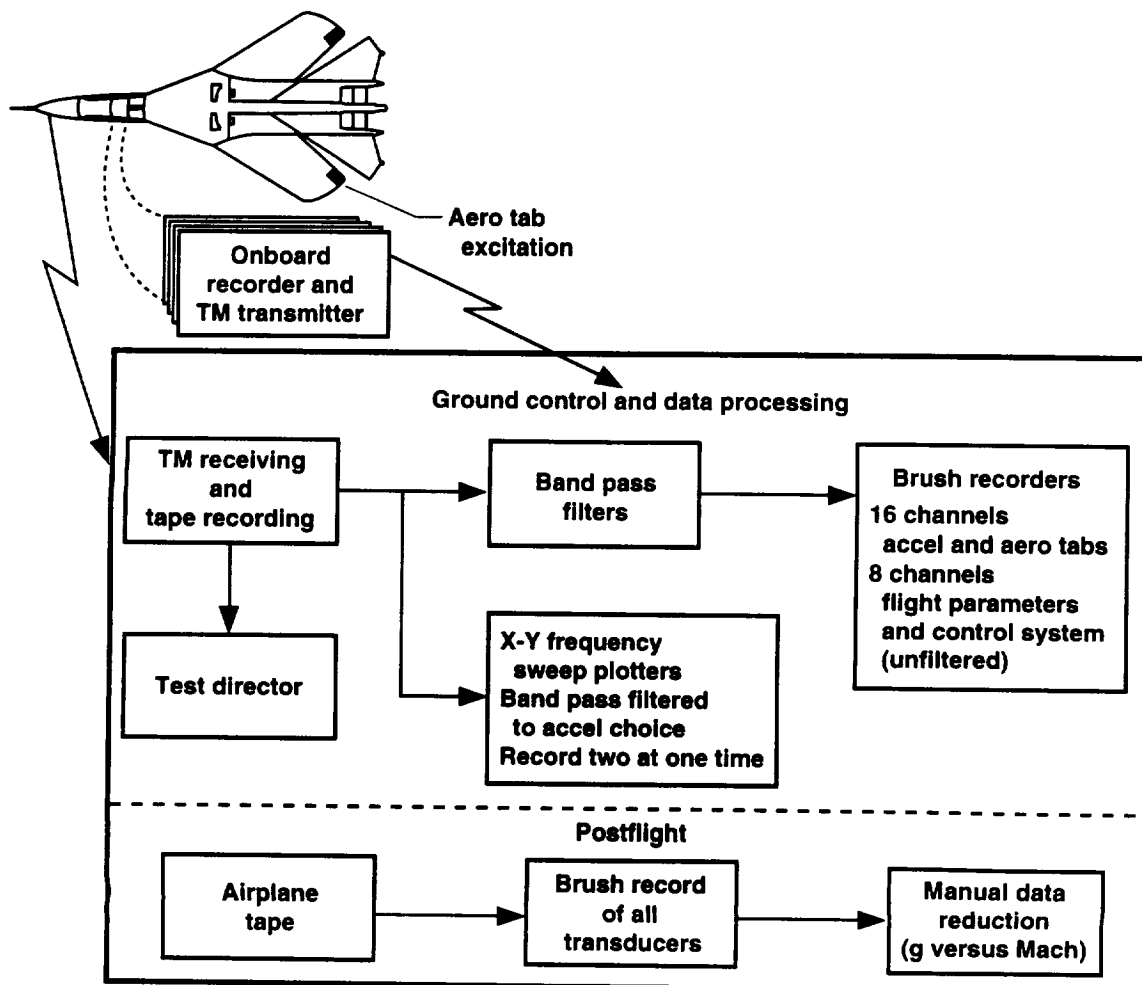 Aero tab
excitation
Onboard
recorder and
TM transmitter
Ground control and data processing
TM receiving
and
tape recording
Band pass
filters
Brush recorders
16 channels
accel and aero tabs
8 channels
flight parameters
and control system
(unfiltered)
Test director
X-Y frequency
sweep plotters
Band pass filtered
to accel choice
Record two at one time
Postflight
Airplane
tape
Brush record
of all
transducers
Manual data
reduction
(g versus Mach)